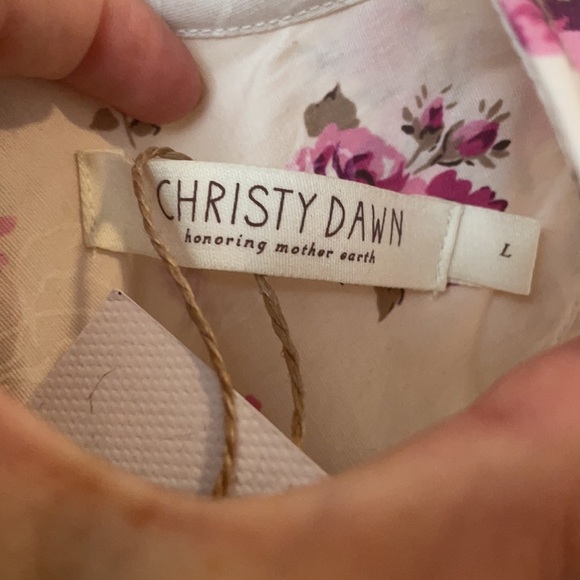 CHRISTY DAWN
honoring mother earth
L